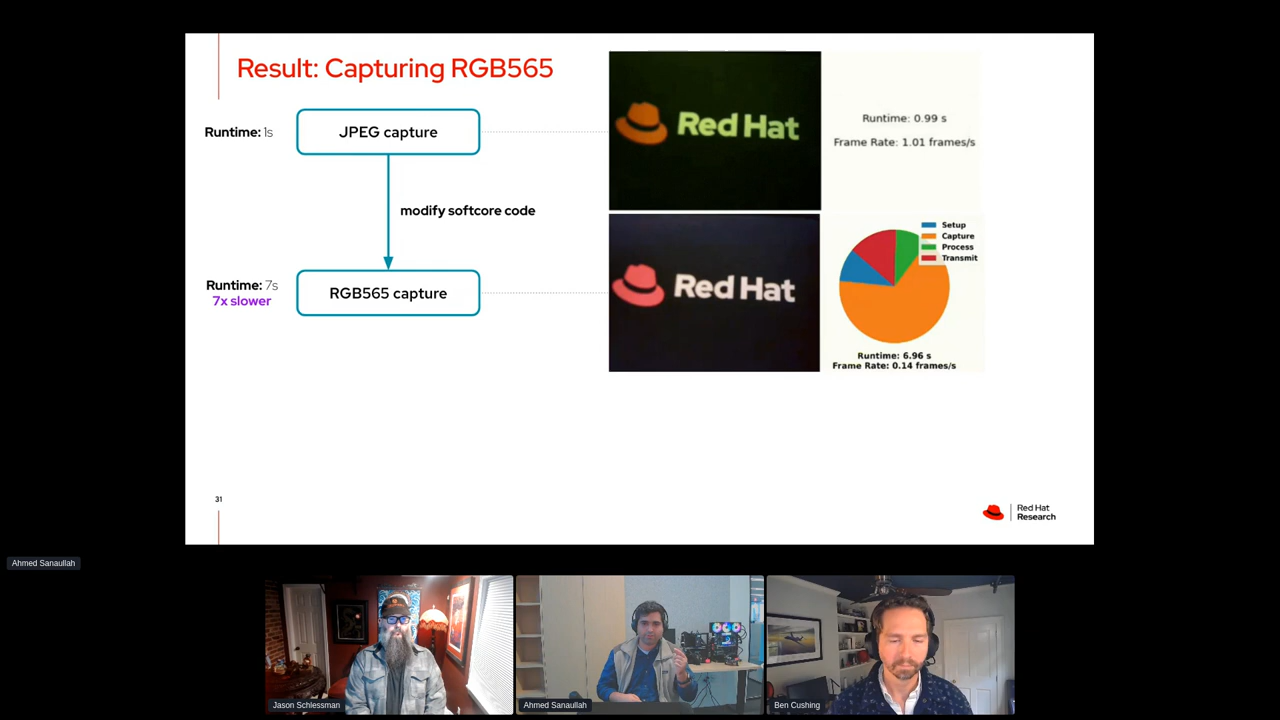 Result: Capturing RGB565
Runtime: 1s
JPEG capture
Red Hat
Runtime: 0.99 s
Frame Rate: 1.01 frames/s
modify softcore code
Runtime: 7s
7x slower
RGB565 capture
Red Hat
Setup
Capture
Process
Transmit
Runtime: 6.96 s
Frame Rate: 0.14 frames/s
31
Red Hat
Research
Ahmed Sanaullah
Jason Schlessman
Ahmed Sanaullah
Ben Cushing